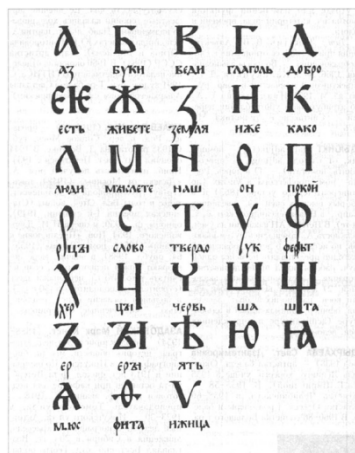 А Б В Г Д
аз буки веди глаголь добро
Є Ѥ Ж З Н К
есть живете земля иже како
Л М Н О П
люди мыслете наш он покой
Р С Т У Ф
рцы слово твердо ук ферт
Х Ц Ч Ш Щ
хер цы червь ша шта
Ъ Ы Ѣ Ю Ꙗ
ер еры ять
Ѧ Ѳ Ѵ
юс фита ижица